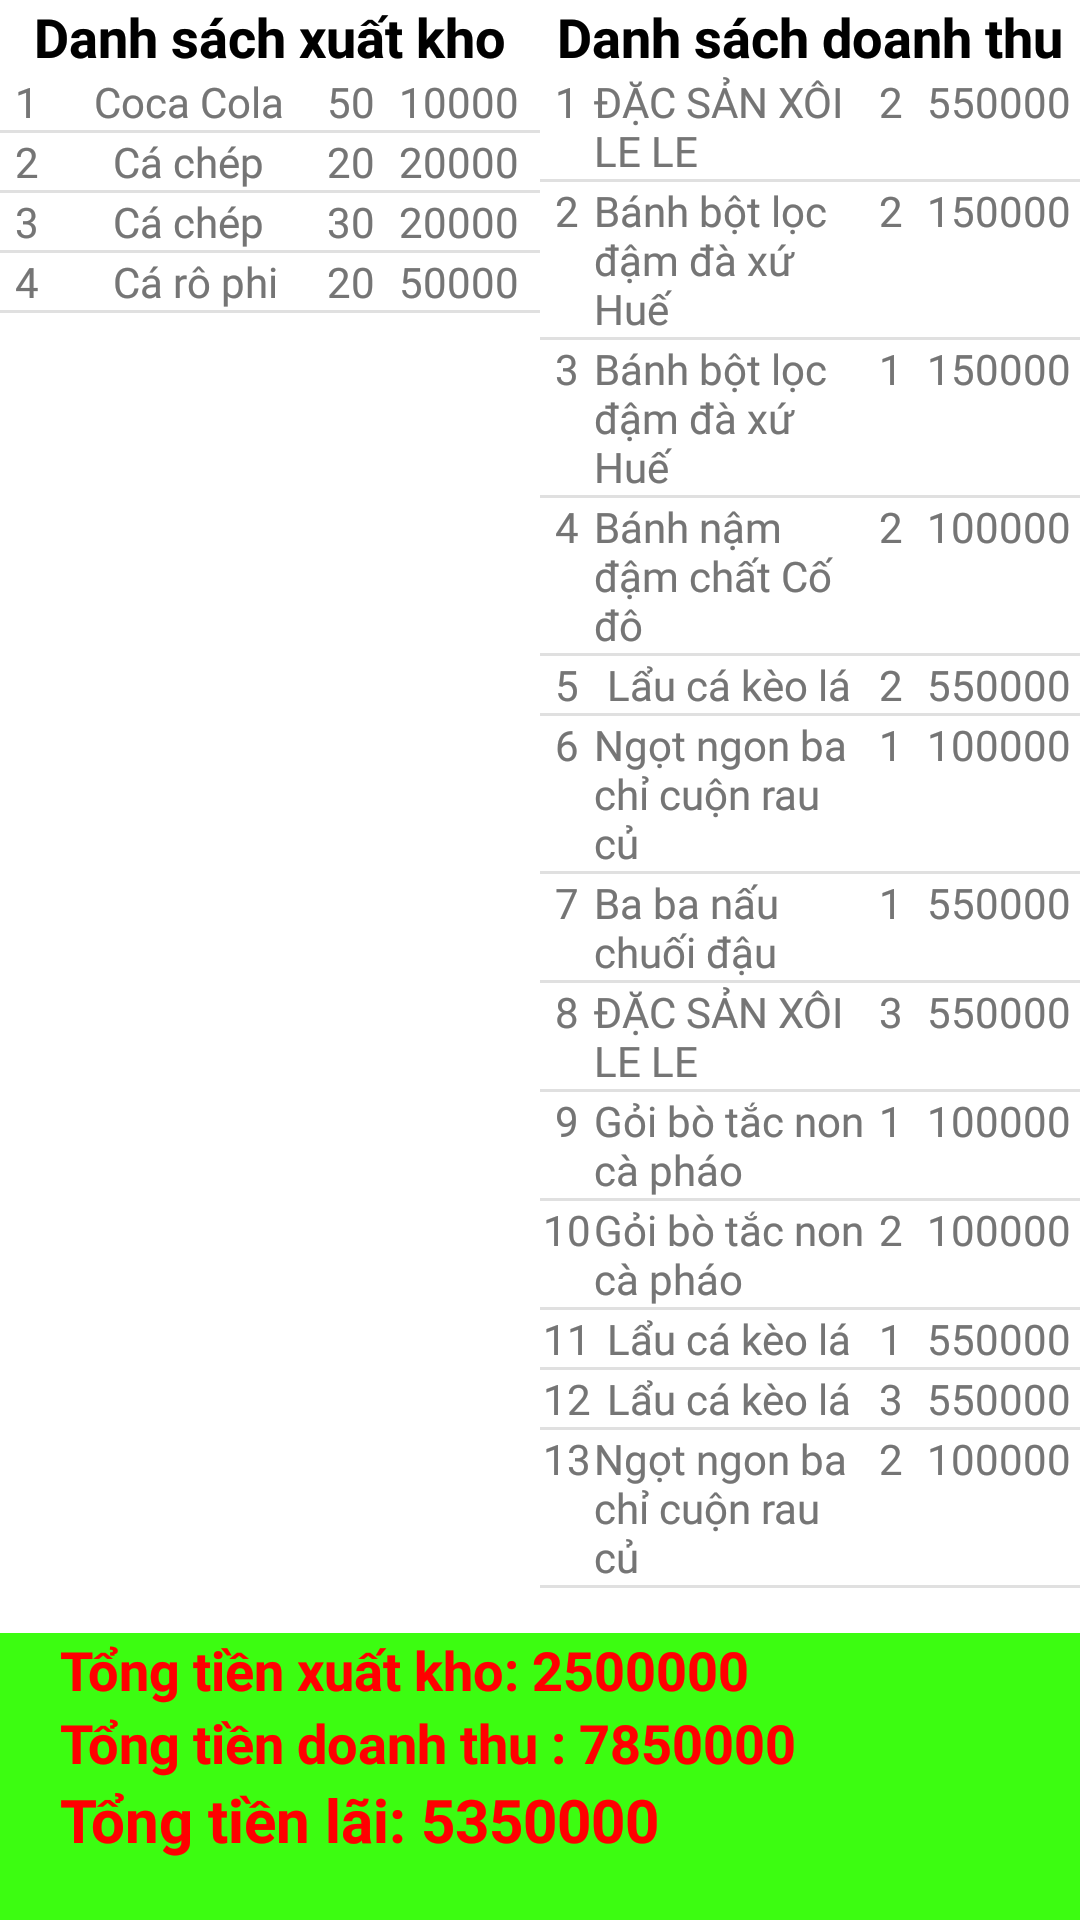 Danh sách xuất kho
1 Coca Cola 50 10000
2 Cá chép 20 20000
3 Cá chép 30 20000
4 Cá rô phi 20 50000
Danh sách doanh thu
1 ĐẶC SẢN XÔI 2 550000
LE LE
2 Bánh bột lọc 2 150000
đậm đà xứ
Huế
3 Bánh bột lọc 1 150000
đậm đà xứ
Huế
4 Bánh nậm 2 100000
đậm chất Cố
đô
5 Lẩu cá kèo lá 2 550000
6 Ngọt ngon ba 1 100000
chỉ cuộn rau
củ
7 Ba ba nấu 1 550000
chuối đậu
8 ĐẶC SẢN XÔI 3 550000
LE LE
9 Gỏi bò tắc non 1 100000
cà pháo
10 Gỏi bò tắc non 2 100000
cà pháo
11 Lẩu cá kèo lá 1 550000
12 Lẩu cá kèo lá 3 550000
13 Ngọt ngon ba 2 100000
chỉ cuộn rau
củ
Tổng tiền xuất kho: 2500000
Tổng tiền doanh thu : 7850000
Tổng tiền lãi: 5350000